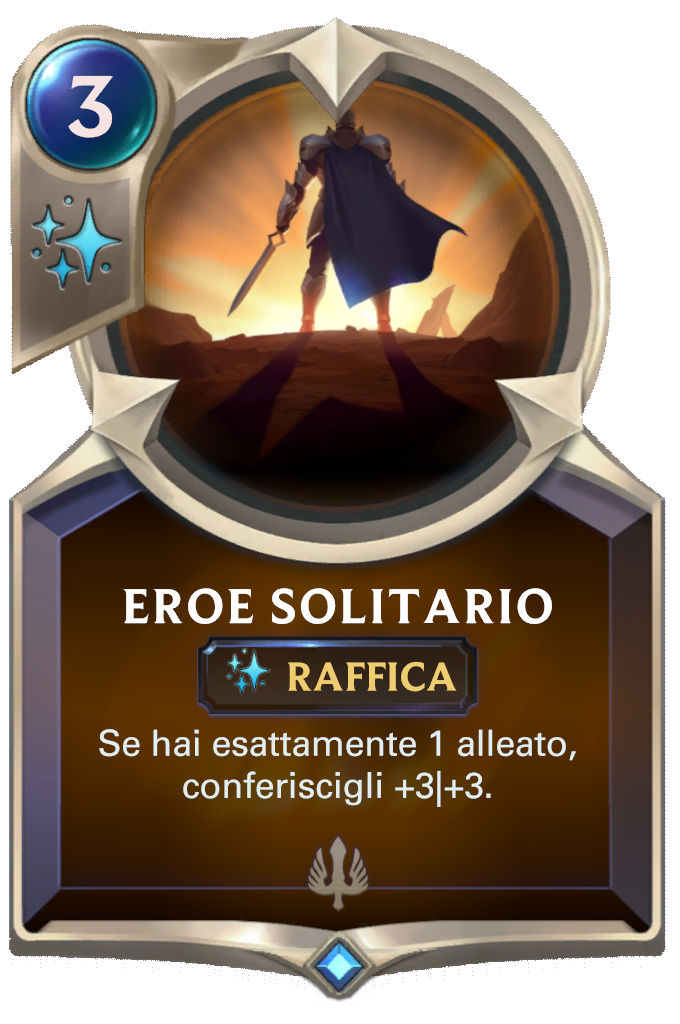 3
EROE SOLITARIO
RAFFICA
Se hai esattamente 1 alleato,
conferiscigli +3|+3.